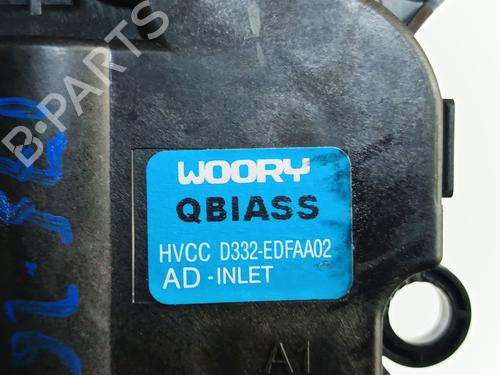 B-PARTS
WOORY
QBIASS
HVCC D332-EDFAA02
AD - INLET
A1